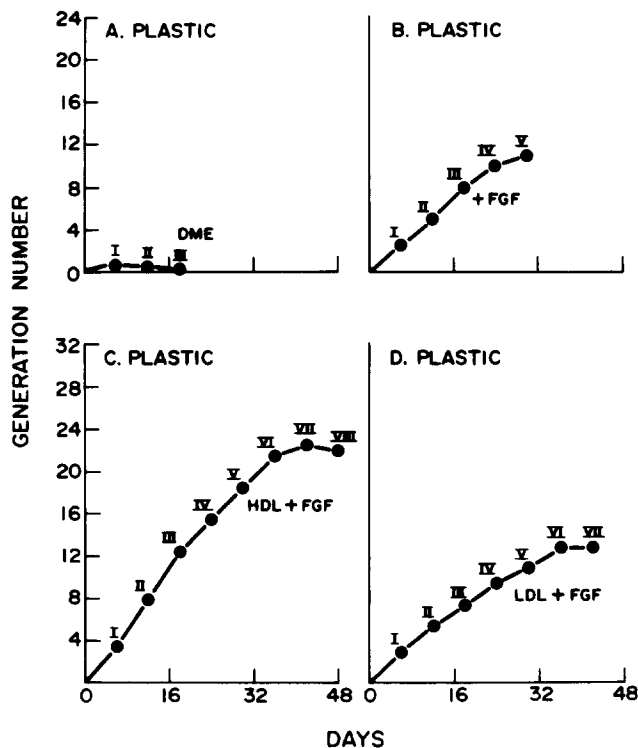 A. PLASTIC
24
20
16
12
8
4
0
I
II
III
DME
B. PLASTIC
I
II
III
IV
V
+ FGF
GENERATION NUMBER
C. PLASTIC
32
28
24
20
16
12
8
4
I
II
III
IV
V
VI
VII
VIII
HDL + FGF
0
16
32
48
D. PLASTIC
I
II
III
IV
V
VI
VII
LDL + FGF
0
16
32
48
DAYS